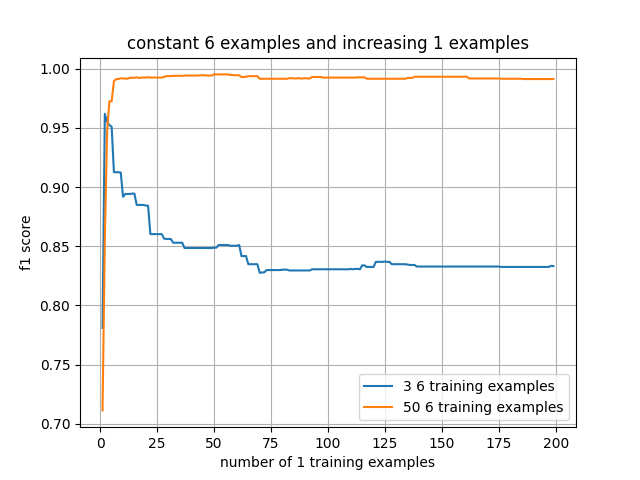 constant 6 examples and increasing 1 examples
1.00
0.95
0.90
0.85
0.80
0.75
0.70
f1 score
0 25 50 75 100 125 150 175 200
number of 1 training examples
3 6 training examples
50 6 training examples